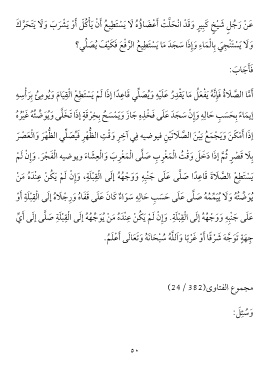 عَنْ رَجُلٍ شَيْخٍ كَبِيرٍ وَقَدْ انْحَلَّتْ أَعْضَاؤُهُ لَا يَسْتَطِيعُ أَنْ يَأْكُلَ أَوْ يَشْرَبَ وَلَا يَتَحَرَّكَ
وَلَا يَسْتَنْجِيَ بِالْمَاءِ وَإِذَا سَجَدَ مَا يَسْتَطِيعُ الرَّفْعَ فَكَيْفَ يُصَلِّي؟
فَأَجَابَ:
أَمَّا الصَّلَاةُ فَإِنَّهُ يَفْعَلُ مَا يَقْدِرُ عَلَيْهِ وَيُصَلِّي قَاعِدًا إذَا لَمْ يَسْتَطِعْ الْقِيَامَ وَيُومِئُ بِرَأْسِهِ
إيمَاءً بِحَسَبِ حَالِهِ وَإِنْ سَجَدَ عَلَى فَخْذِهِ جَازَ وَيَمْسَحُ بِخِرْقَةٍ إذَا تَخَلَّى وَيُوَضِّئُهُ غَيْرُهُ
إذَا أَمْكَنَ وَيَجْمَعُ بَيْنَ الصَّلَاتَيْنِ فيوضيه فِي آخِرِ وَقْتِ الظُّهْرِ فَيُصَلِّي الظُّهْرَ وَالْعَصْرَ
بِلَا قَصْرٍ ثُمَّ إذَا دَخَلَ وَقْتُ الْمَغْرِبِ صَلَّى الْمَغْرِبَ وَالْعِشَاءَ ويوضيه الْفَجْرَ. وَإِنْ لَمْ
يَسْتَطِعْ الصَّلَاةَ قَاعِدًا صَلَّى عَلَى جَنْبِهِ وَوَجْهُهُ إلَى الْقِبْلَةِ، وَإِنْ لَمْ يَكُنْ عِنْدَهُ مَنْ
يُوَضِّئُهُ وَلَا يُيَمِّمُهُ صَلَّى عَلَى حَسَبِ حَالِهِ سَوَاءٌ كَانَ عَلَى قَفَاهُ وَرِجْلَاهُ إلَى الْقِبْلَةِ أَوْ
عَلَى جَنْبِهِ وَوَجْهُهُ إلَى الْقِبْلَةِ. وَإِنْ لَمْ يَكُنْ عِنْدَهُ مَنْ يُوَجِّهُهُ إلَى الْقِبْلَةِ صَلَّى إلَى أَيِّ
جِهَةٍ تَوَجَّهَ شَرْقًا أَوْ غَرْبًا وَاَللَّهُ سُبْحَانَهُ وَتَعَالَى أَعْلَمُ.
مجموع الفتاوى(382 / 24)
وَسُئِلَ:
٥٠